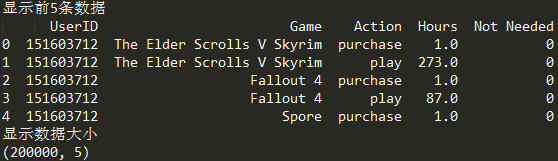 显示前5条数据
UserID Game Action Hours Not Needed
0 151603712 The Elder Scrolls V Skyrim purchase 1.0 0
1 151603712 The Elder Scrolls V Skyrim play 273.0 0
2 151603712 Fallout 4 purchase 1.0 0
3 151603712 Fallout 4 play 87.0 0
4 151603712 Spore purchase 1.0 0
显示数据大小
(200000, 5)